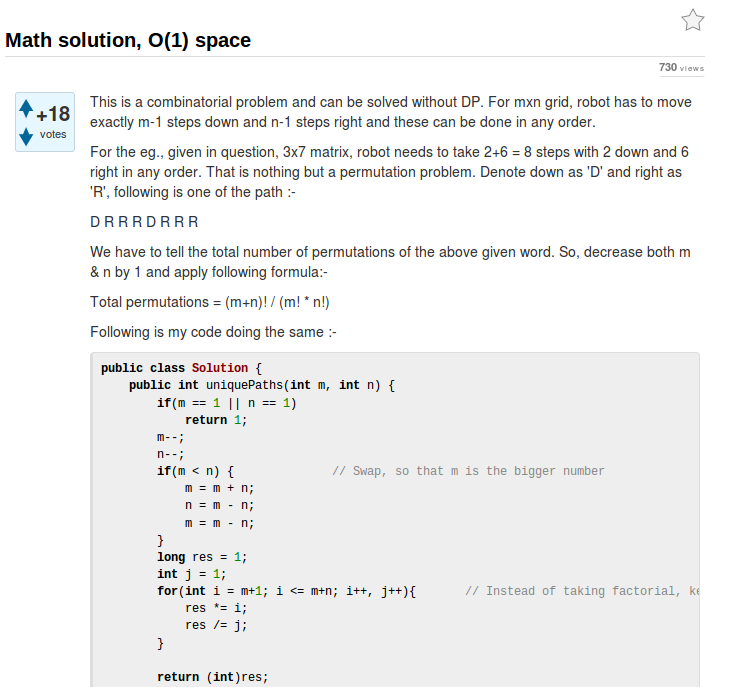 Math solution, O(1) space
730 views
+18
votes
This is a combinatorial problem and can be solved without DP. For mxn grid, robot has to move
exactly m-1 steps down and n-1 steps right and these can be done in any order.
For the eg., given in question, 3x7 matrix, robot needs to take 2+6 = 8 steps with 2 down and 6
right in any order. That is nothing but a permutation problem. Denote down as 'D' and right as
'R', following is one of the path :-
D R R R D R R R
We have to tell the total number of permutations of the above given word. So, decrease both m
& n by 1 and apply following formula:-
Total permutations = (m+n)! / (m! * n!)
Following is my code doing the same :-
public class Solution {
public int uniquePaths(int m, int n) {
if(m == 1 || n == 1)
return 1;
m--;
n--;
if(m < n) { // Swap, so that m is the bigger number
m = m + n;
n = m - n;
m = m - n;
}
long res = 1;
int j = 1;
for(int i = m+1; i <= m+n; i++, j++){ // Instead of taking factorial, ke
res *= i;
res /= j;
}
return (int)res;